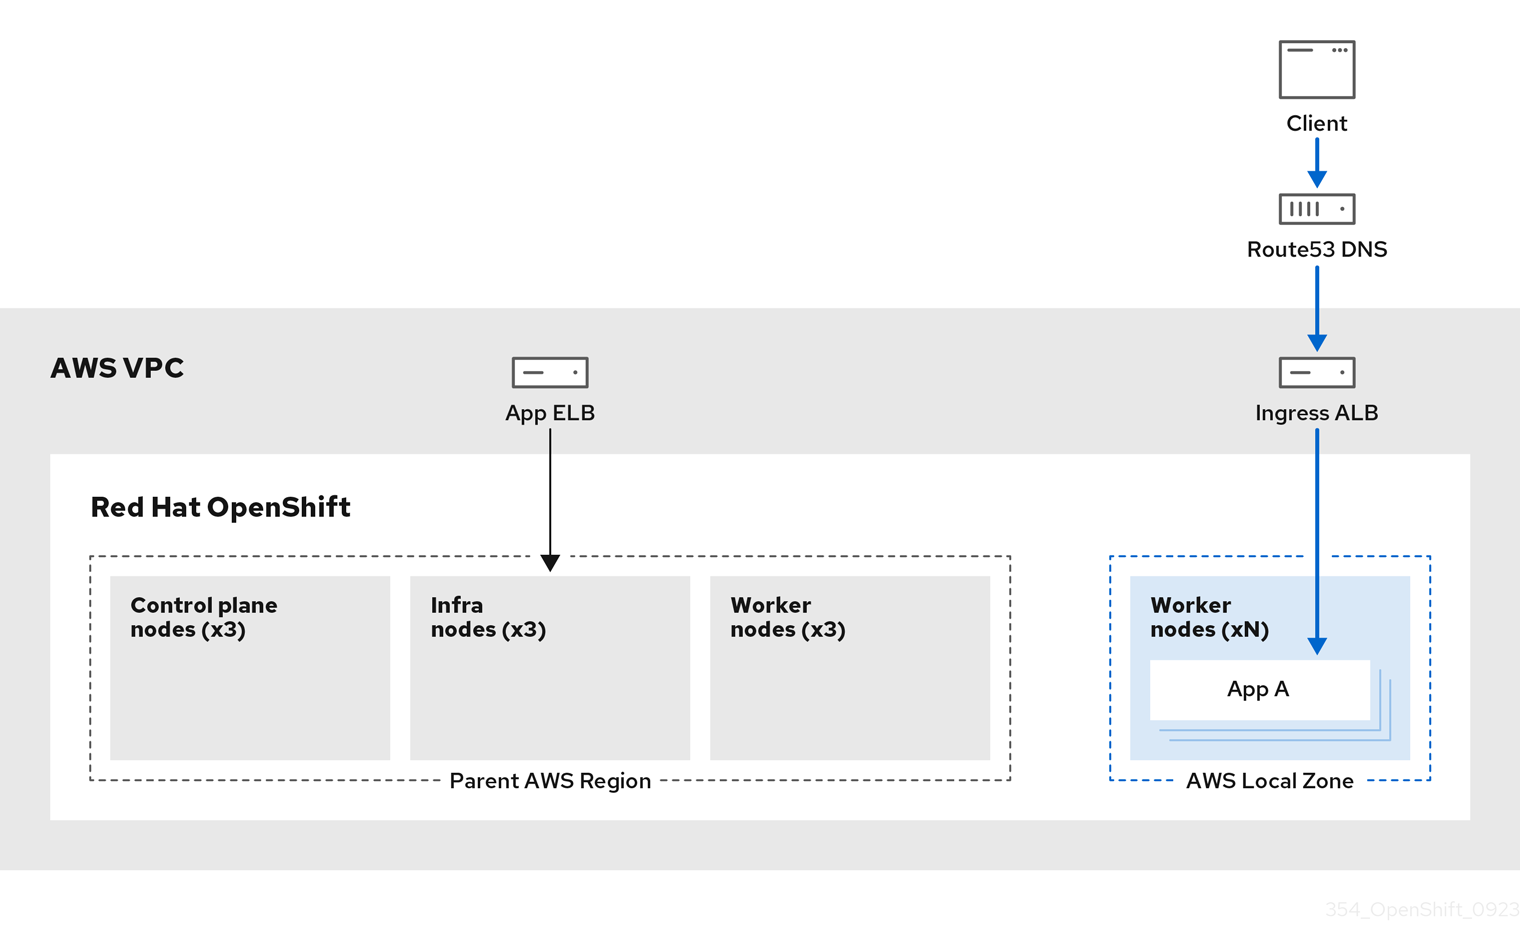 Client
Route53 DNS
AWS VPC
App ELB
Ingress ALB
Red Hat OpenShift
Control plane
nodes (x3)
Infra
nodes (x3)
Worker
nodes (x3)
Worker
nodes (xN)
App A
Parent AWS Region
AWS Local Zone
354_OpenShift_0923